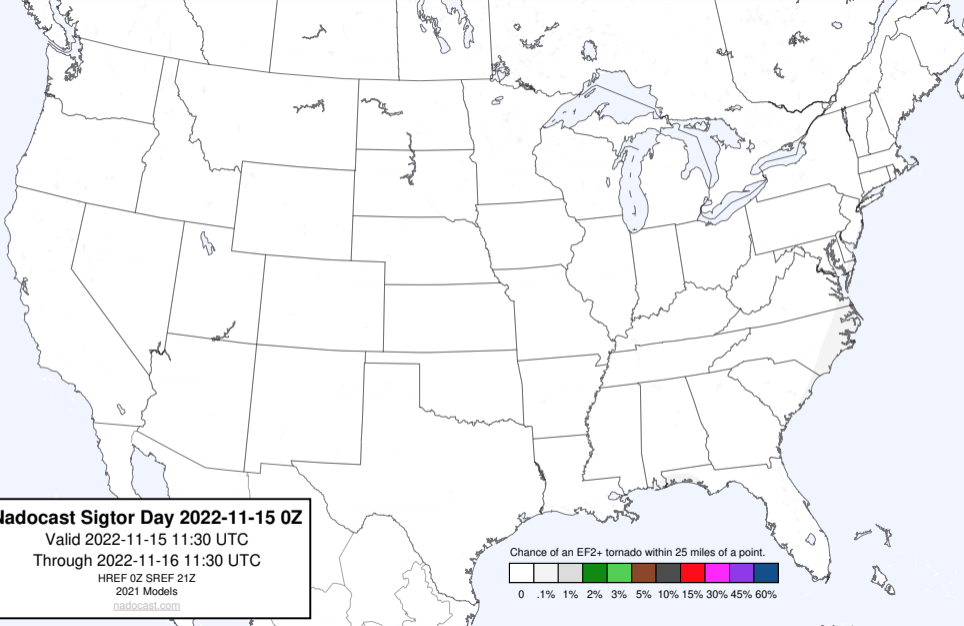 Nadocast Sigtor Day 2022-11-15 0Z
Valid 2022-11-15 11:30 UTC
Through 2022-11-16 11:30 UTC
HREF 0Z SREF 21Z
2021 Models
nadocast.com
Chance of an EF2+ tornado within 25 miles of a point.
0 .1% 1% 2% 3% 5% 10% 15% 30% 45% 60%